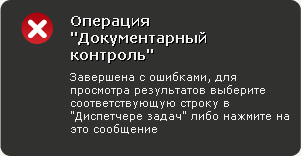 Операция
"Документарный
контроль"
Завершена с ошибками, для
просмотра результатов выберите
соответствующую строку в
"Диспетчере задач" либо нажмите на
это сообщение